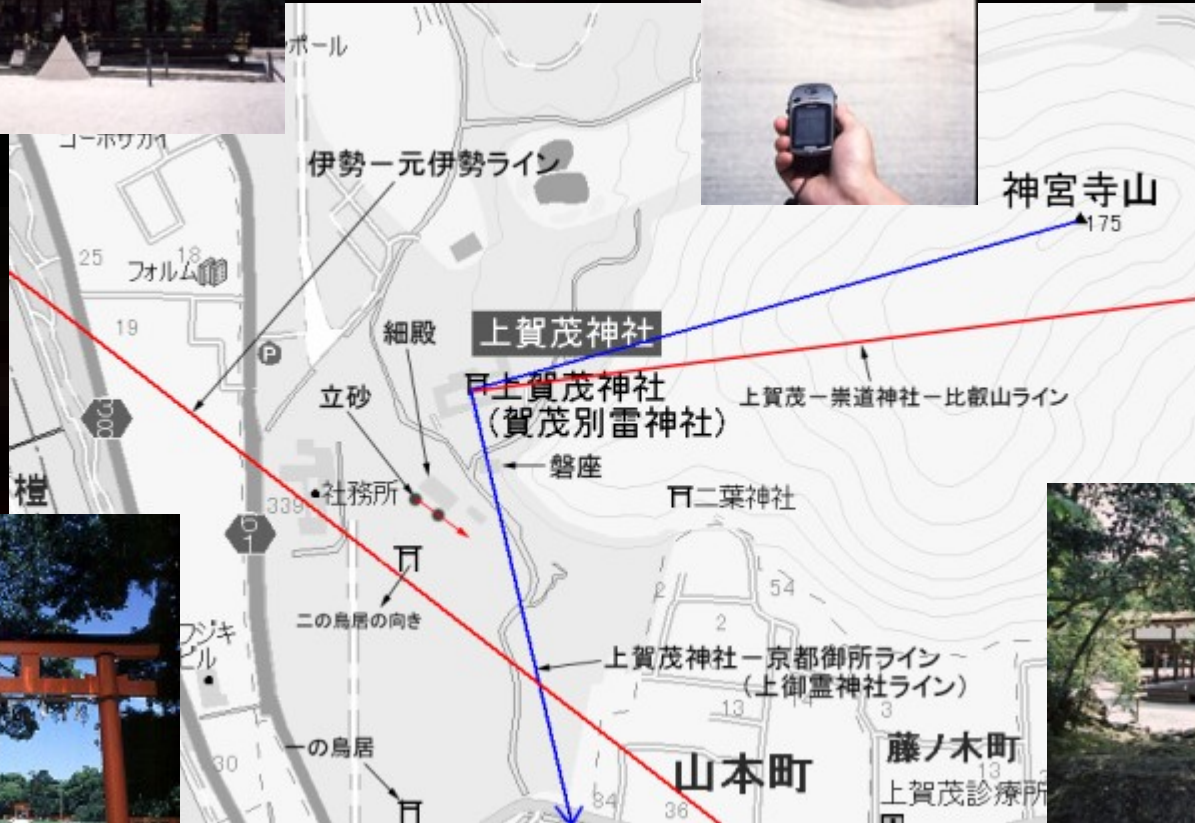 コーポサカイ
伊勢ー元伊勢ライン
神宮寺山
175
25
18
フォルム
19
細殿
上賀茂神社
P
立砂
上賀茂神社
(賀茂別雷神社)
上賀茂ー崇道神社ー比叡山ライン
38
磐座
339
社務所
二葉神社
61
54
2
2
二の鳥居の向き
フジキ
ビル
上賀茂神社ー京都御所ライン
(上御霊神社ライン)
13
14
3
一の鳥居
30
山本町
藤ノ木町
13
上賀茂診療所
84
36